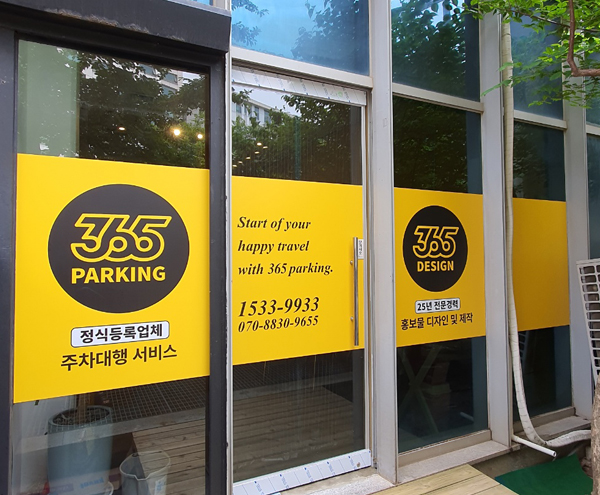 365
PARKING
정식등록업체
주차대행 서비스
Start of your
happy travel
with 365 parking.
1533-9933
070-8830-9655
365
DESIGN
25년 전문경력
홍보물 디자인 및 제작